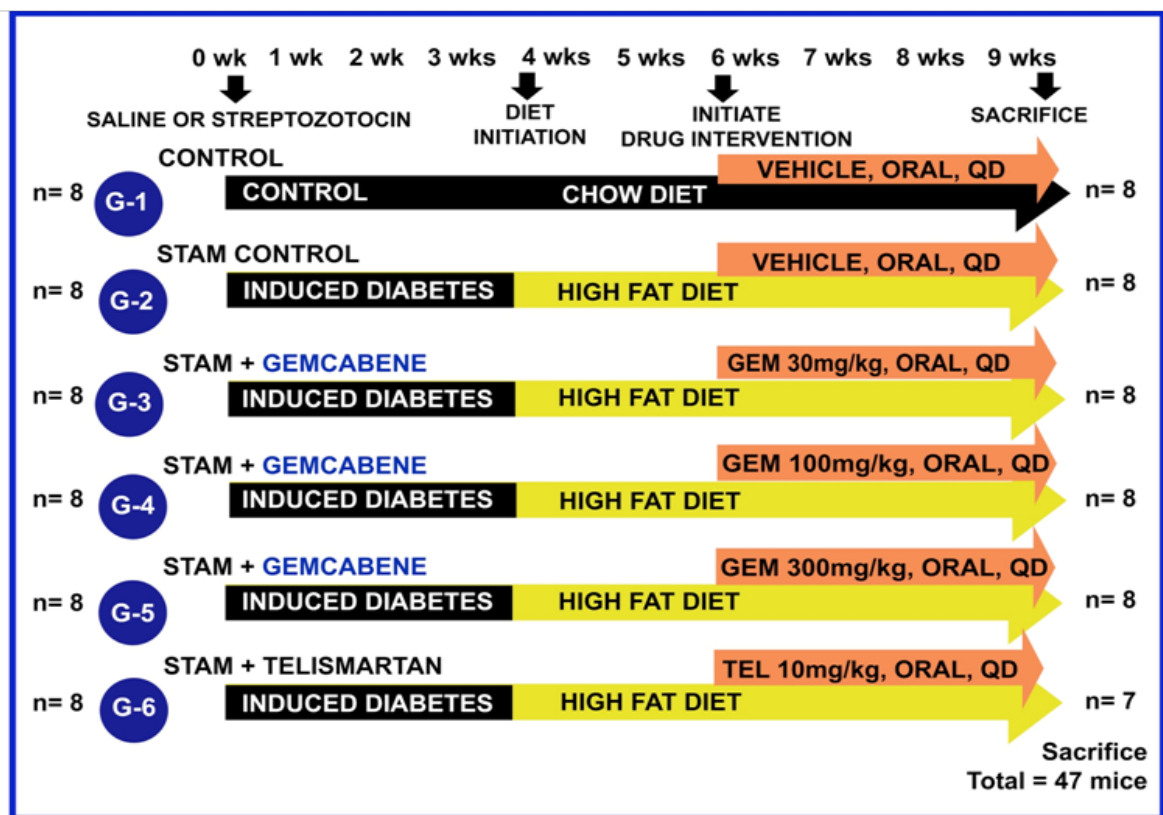 0 wk 1 wk 2 wk 3 wks 4 wks 5 wks 6 wks 7 wks 8 wks 9 wks
SALINE OR STREPTOZOTOCIN
DIET
INITIATION
INITIATE
DRUG INTERVENTION
SACRIFICE
CONTROL
n= 8 G-1 CONTROL CHOW DIET VEHICLE, ORAL, QD n= 8
STAM CONTROL
n= 8 G-2 INDUCED DIABETES HIGH FAT DIET VEHICLE, ORAL, QD n= 8
STAM + GEMCABENE
n= 8 G-3 INDUCED DIABETES HIGH FAT DIET GEM 30mg/kg, ORAL, QD n= 8
STAM + GEMCABENE
n= 8 G-4 INDUCED DIABETES HIGH FAT DIET GEM 100mg/kg, ORAL, QD n= 8
STAM + GEMCABENE
n= 8 G-5 INDUCED DIABETES HIGH FAT DIET GEM 300mg/kg, ORAL, QD n= 8
STAM + TELISMARTAN
n= 8 G-6 INDUCED DIABETES HIGH FAT DIET TEL 10mg/kg, ORAL, QD n= 7
Sacrifice
Total = 47 mice